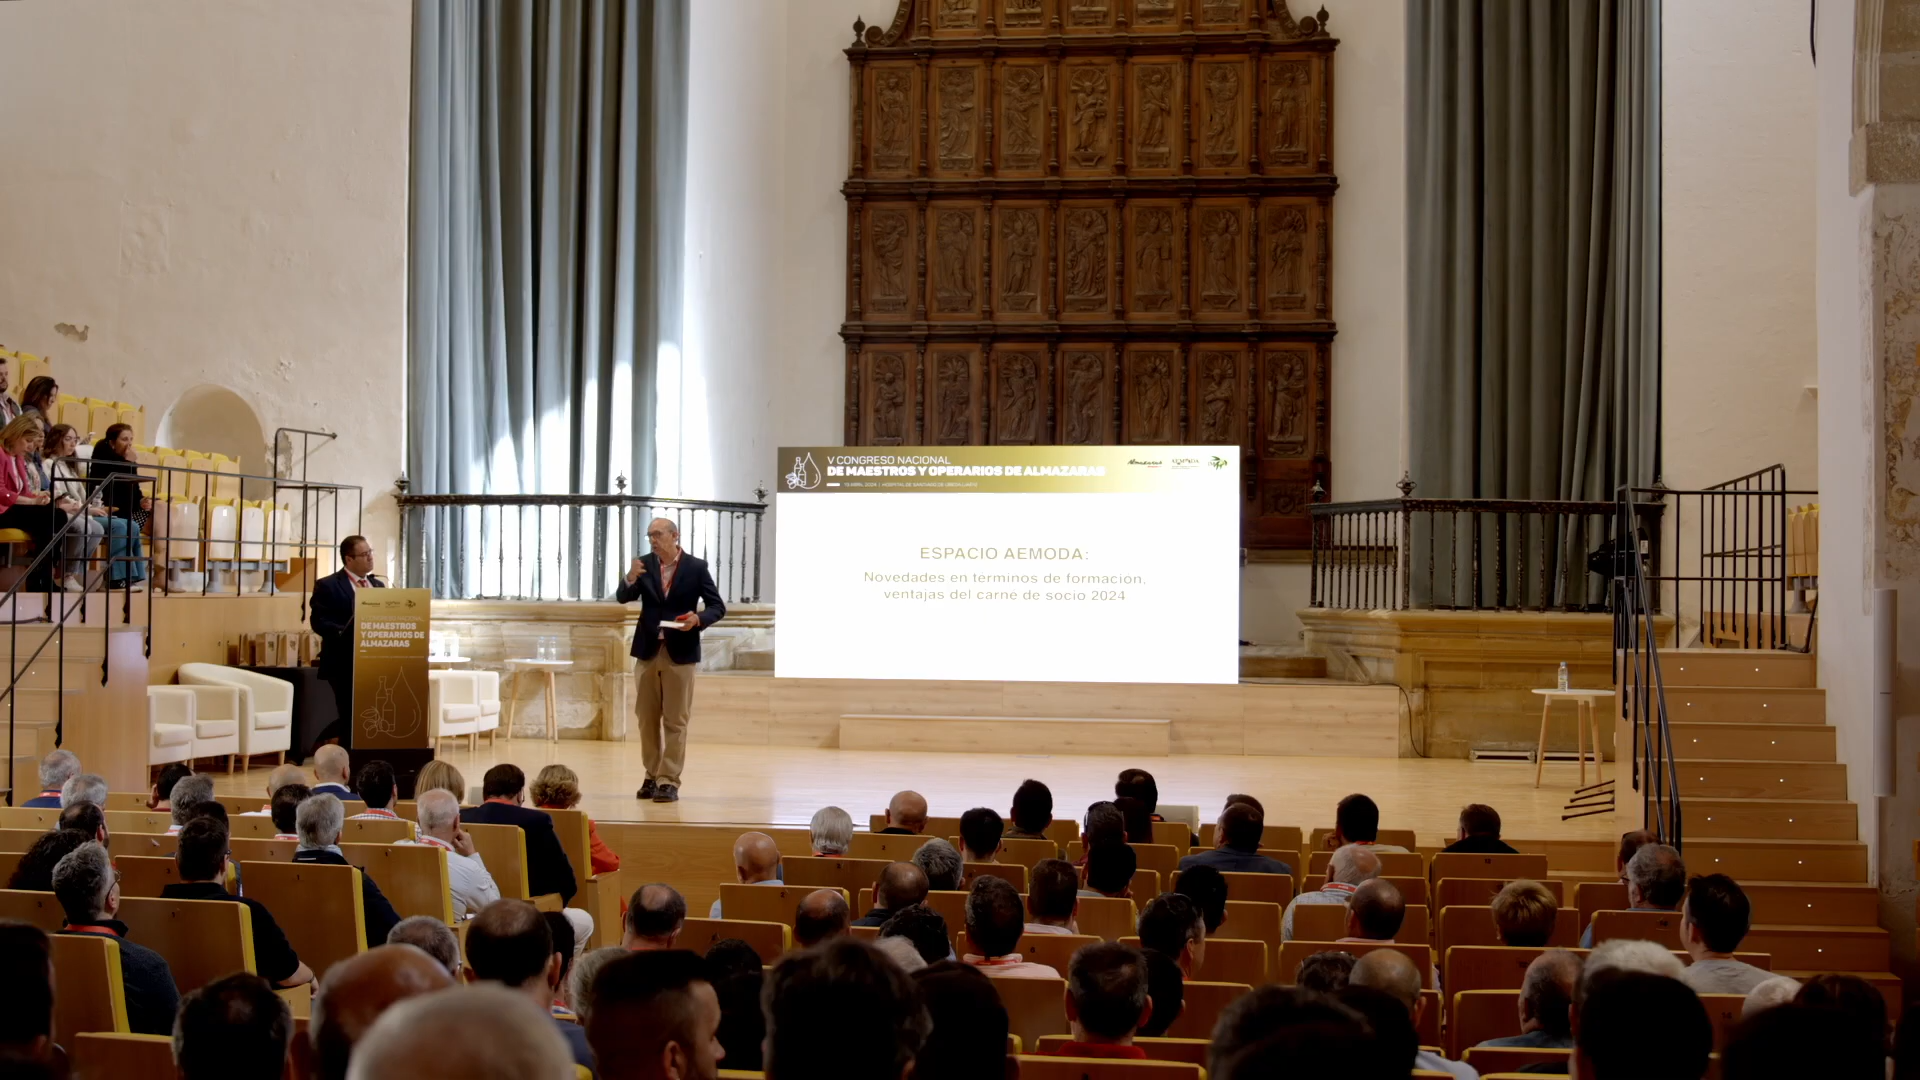 V CONGRESO NACIONAL
DE MAESTROS Y OPERARIOS DE ALMAZARAS
ESPACIO AEMODA:
Novedades en términos de formación,
ventajas del carné de socio 2024
DE MAESTROS
Y OPERARIOS DE
ALMAZARAS